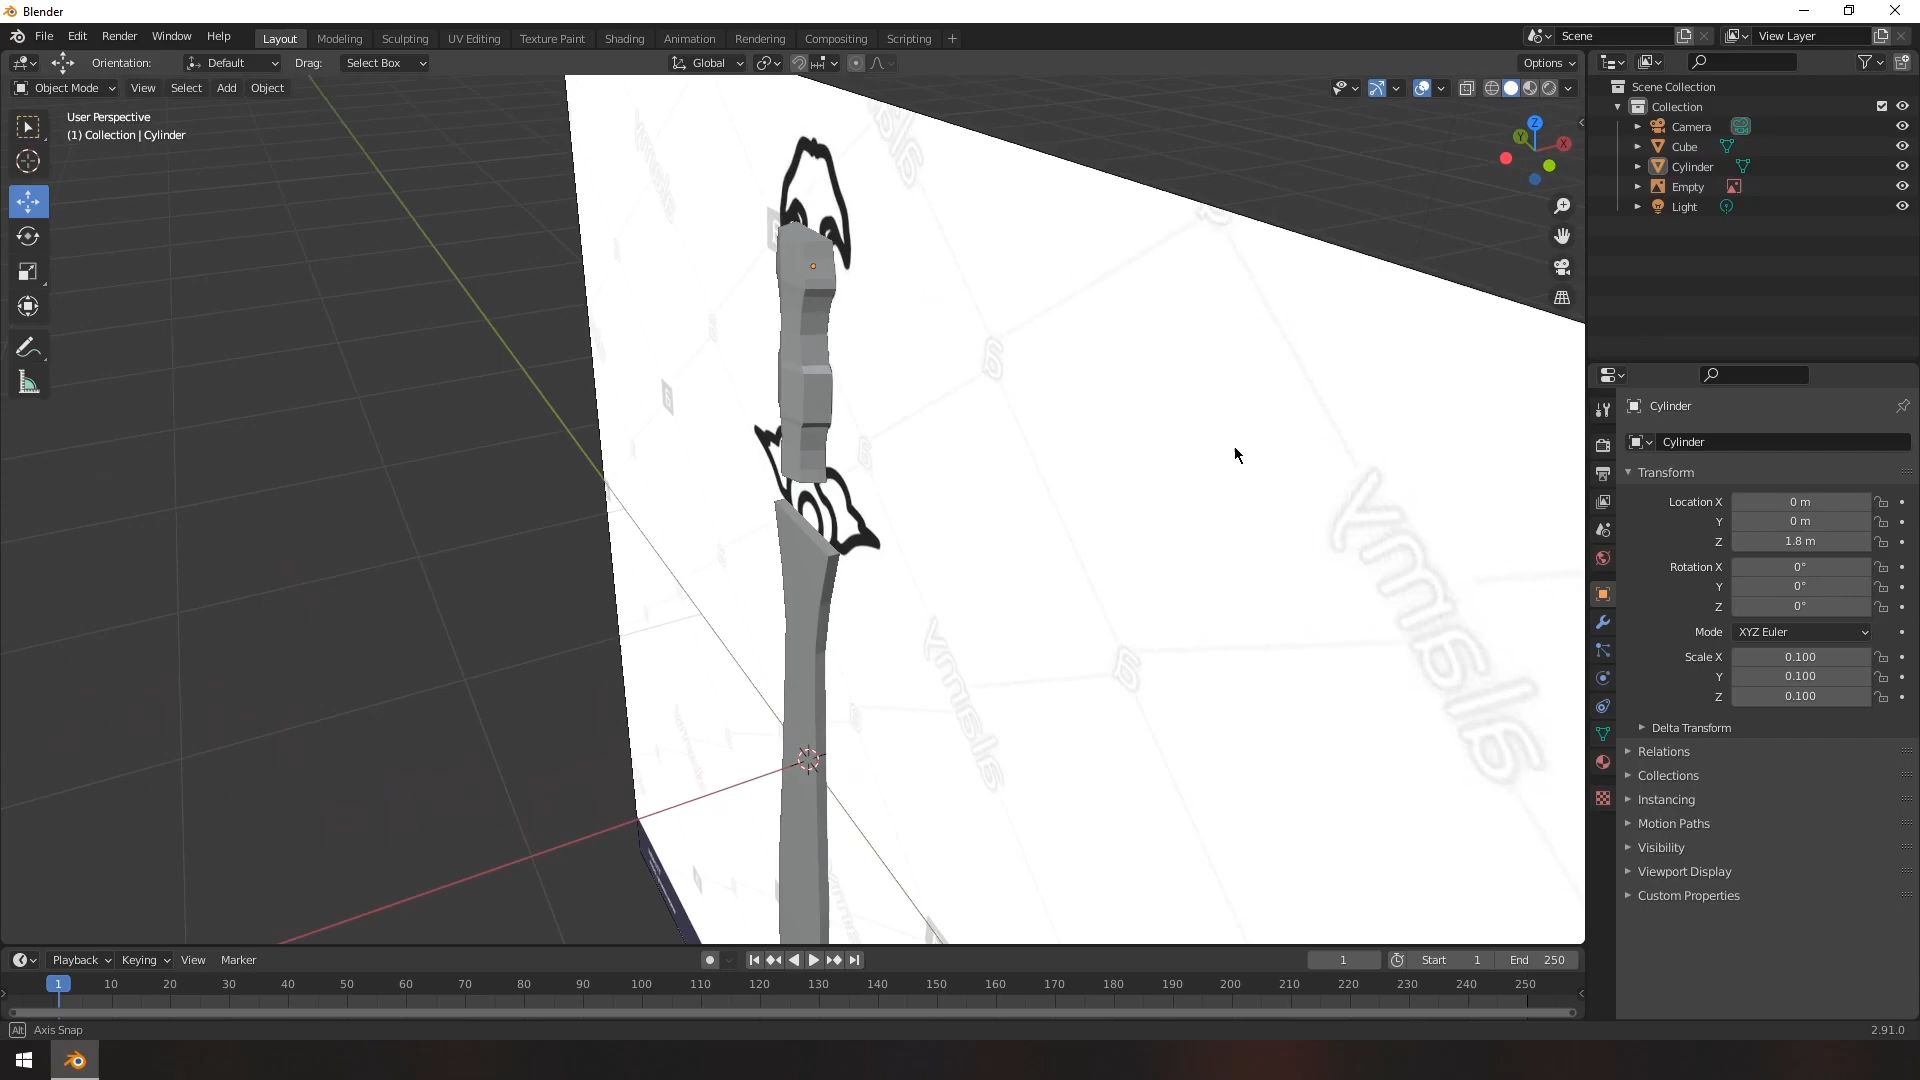 Blender
File Edit Render Window Help
Layout Modeling Sculpting UV Editing Texture Paint Shading Animation Rendering Compositing Scripting +
Scene
View Layer
Orientation: Default Drag: Select Box
Global
Options
Object Mode View Select Add Object
User Perspective
(1) Collection | Cylinder
Z
Y
X
Scene Collection
Collection
Camera
Cube
Cylinder
Empty
Light
Cylinder
Cylinder
Transform
Location X 0 m
Y 0 m
Z 1.8 m
Rotation X 0°
Y 0°
Z 0°
Mode XYZ Euler
Scale X 0.100
Y 0.100
Z 0.100
Delta Transform
Relations
Collections
Instancing
Motion Paths
Visibility
Viewport Display
Custom Properties
Playback Keying View Marker
1
Start 1
End 250
1 10 20 30 40 50 60 70 80 90 100 110 120 130 140 150 160 170 180 190 200 210 220 230 240 250
Alt Axis Snap
2.91.0